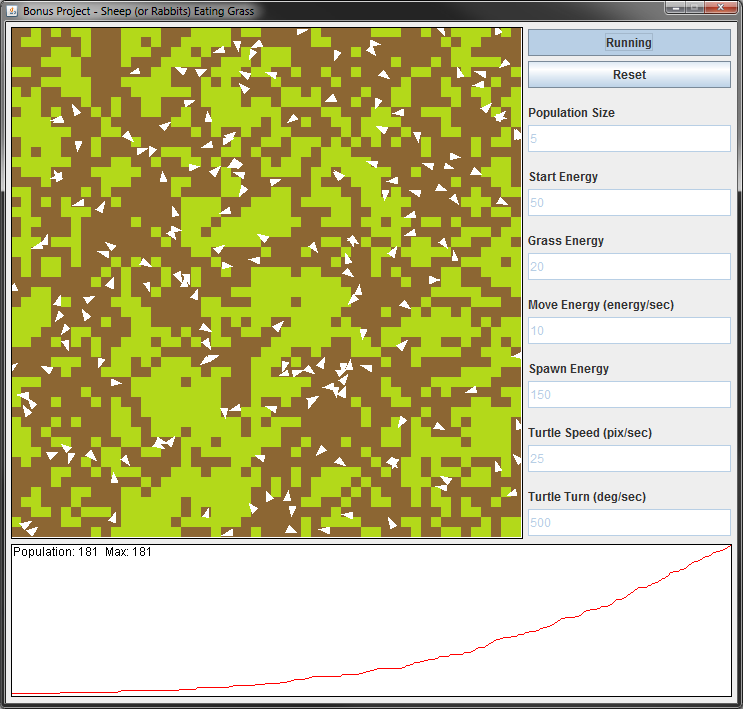 Bonus Project - Sheep (or Rabbits) Eating Grass
Running
Reset
Population Size
5
Start Energy
50
Grass Energy
20
Move Energy (energy/sec)
10
Spawn Energy
150
Turtle Speed (pix/sec)
25
Turtle Turn (deg/sec)
500
Population: 181 Max: 181